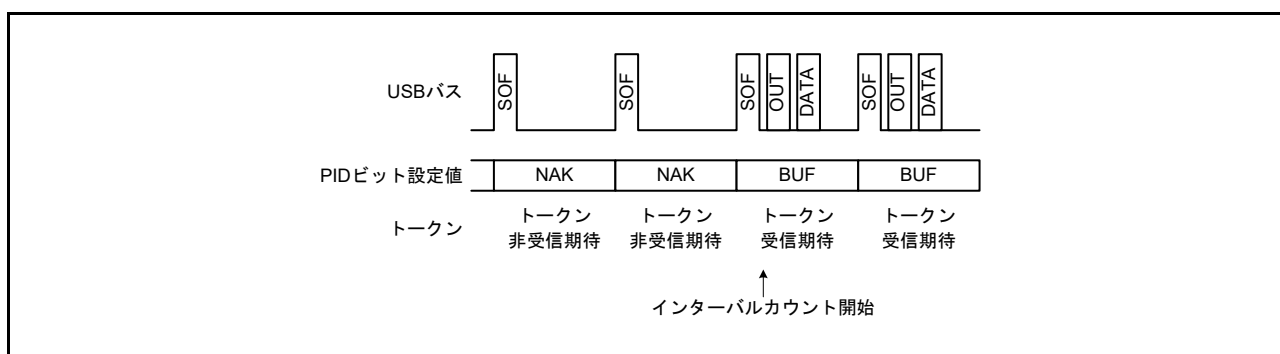 USBバス
SOF
SOF
SOF
OUT
DATA
SOF
OUT
DATA
PIDビット設定値
NAK
NAK
BUF
BUF
トークン
トークン
非受信期待
トークン
非受信期待
トークン
受信期待
トークン
受信期待
インターバルカウント開始